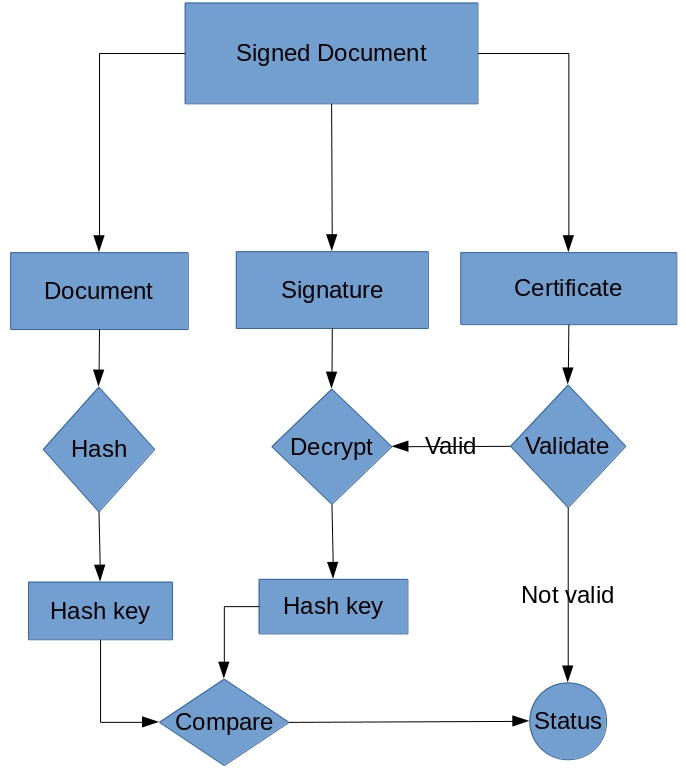 Signed Document
Document
Signature
Certificate
Hash
Decrypt
Valid
Validate
Hash key
Hash key
Not valid
Compare
Status